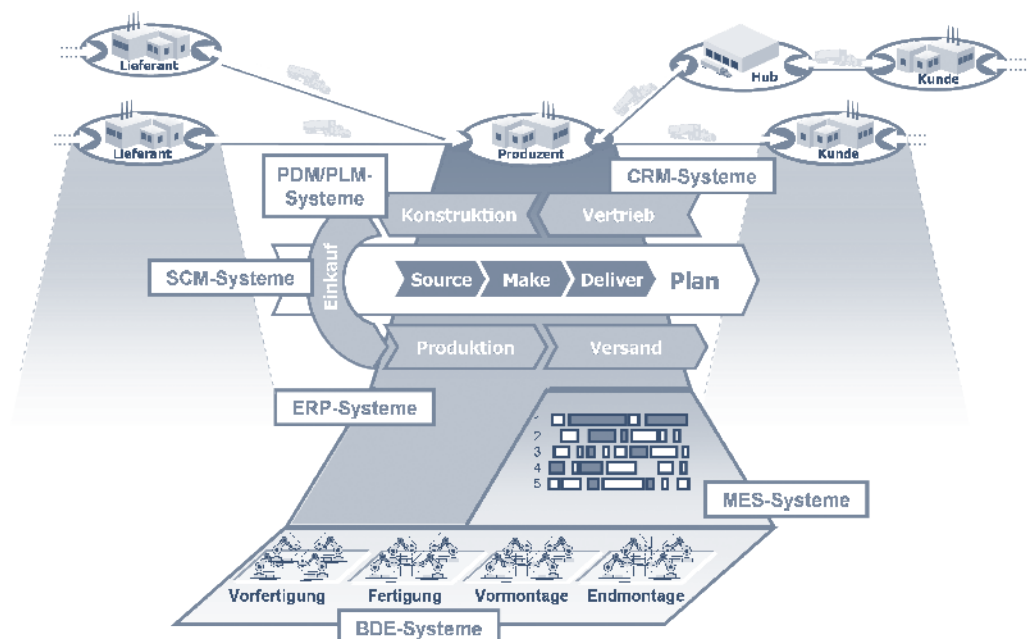 Lieferant
Hub
Kunde
Lieferant
Produzent
Kunde
PDM/PLM-
Systeme
CRM-Systeme
Konstruktion
Vertrieb
Einkauf
SCM-Systeme
Source
Make
Deliver
Plan
Produktion
Versand
ERP-Systeme
1
2
3
4
5
MES-Systeme
Vorfertigung
Fertigung
Vormontage
Endmontage
BDE-Systeme